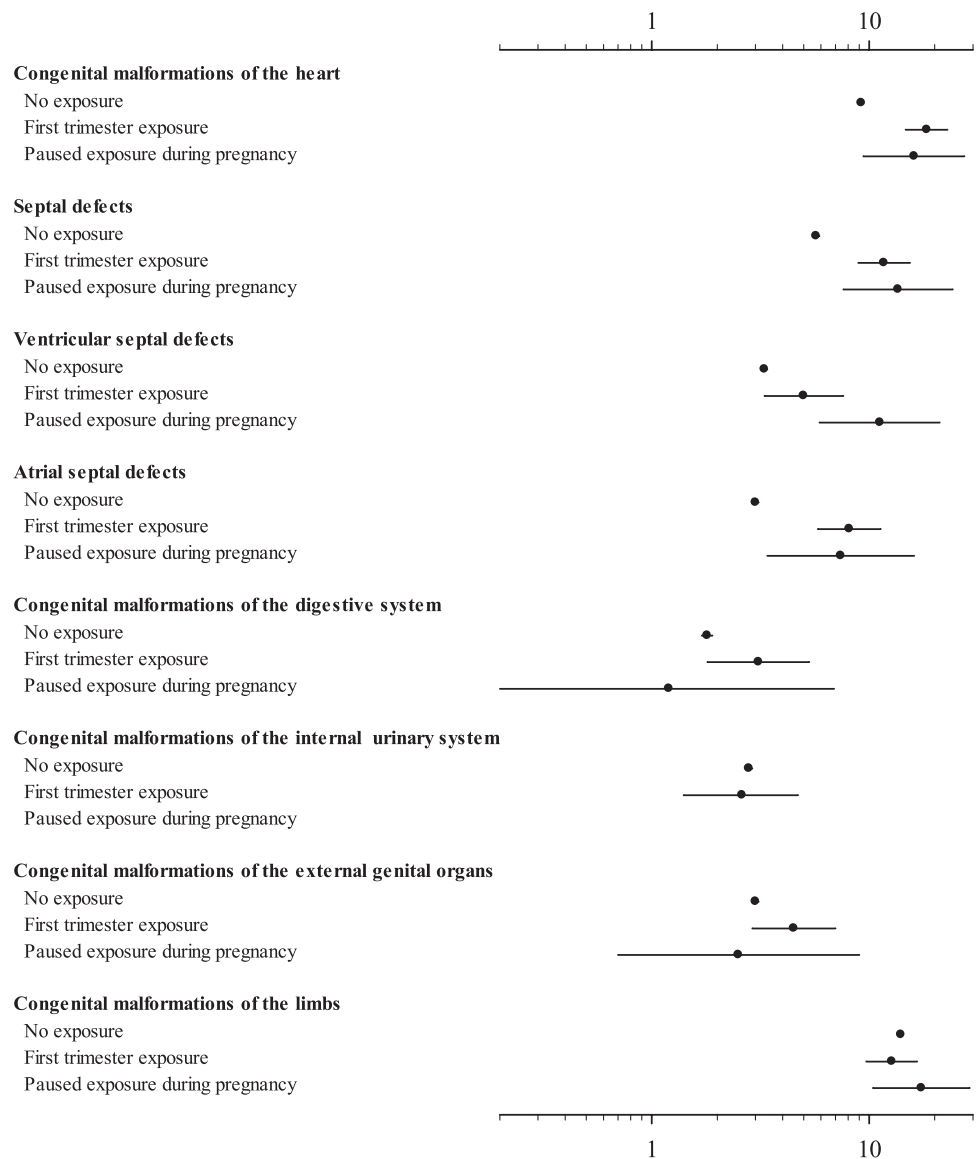 1 10
Congenital malformations of the heart
No exposure
First trimester exposure
Paused exposure during pregnancy
Septal defects
No exposure
First trimester exposure
Paused exposure during pregnancy
Ventricular septal defects
No exposure
First trimester exposure
Paused exposure during pregnancy
Atrial septal defects
No exposure
First trimester exposure
Paused exposure during pregnancy
Congenital malformations of the digestive system
No exposure
First trimester exposure
Paused exposure during pregnancy
Congenital malformations of the internal urinary system
No exposure
First trimester exposure
Paused exposure during pregnancy
Congenital malformations of the external genital organs
No exposure
First trimester exposure
Paused exposure during pregnancy
Congenital malformations of the limbs
No exposure
First trimester exposure
Paused exposure during pregnancy
1 10